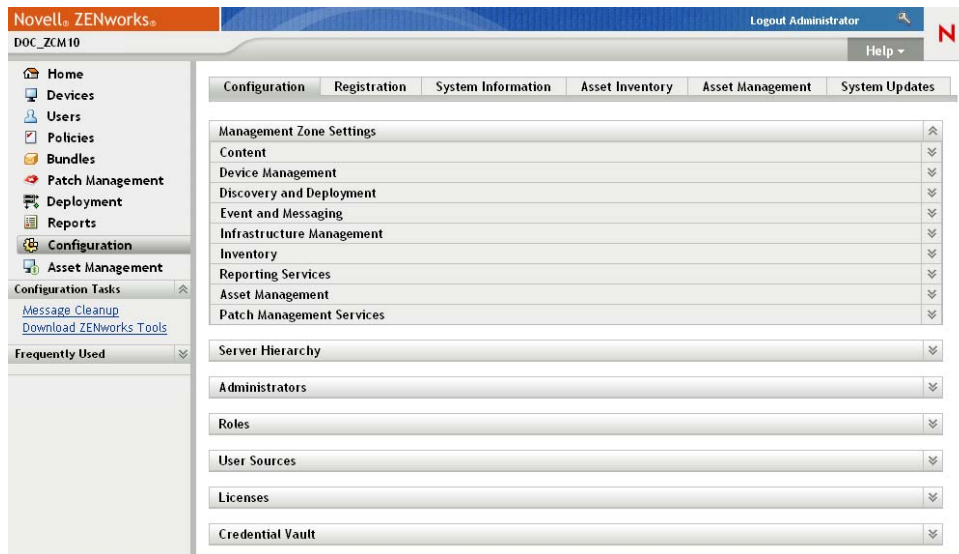 Novell® ZENworks®
Logout Administrator
N
DOC_ZCM10
Help
Home
Devices
Users
Policies
Bundles
Patch Management
Deployment
Reports
Configuration
Asset Management
Configuration Tasks
Message Cleanup
Download ZENworks Tools
Frequently Used
Configuration Registration System Information Asset Inventory Asset Management System Updates
Management Zone Settings
Content
Device Management
Discovery and Deployment
Event and Messaging
Infrastructure Management
Inventory
Reporting Services
Asset Management
Patch Management Services
Server Hierarchy
Administrators
Roles
User Sources
Licenses
Credential Vault